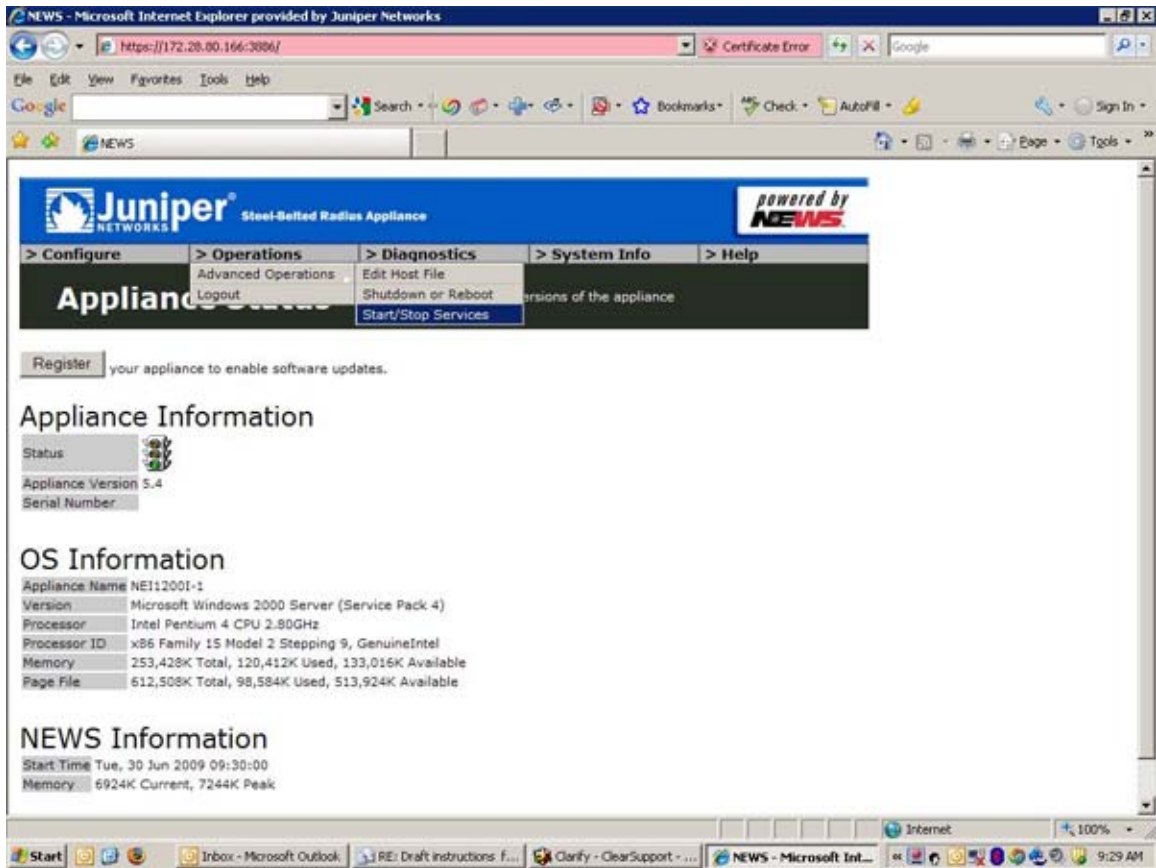 NEWS - Microsoft Internet Explorer provided by Juniper Networks
https://172.28.80.166:3886/
Certificate Error
Google
File Edit View Favorites Tools Help
Google
Search
Bookmarks
Check
AutoFill
Sign In
NEWS
Page
Tools
Juniper
NETWORKS
Steel-Belted Radius Appliance
powered by
NEWS
> Configure > Operations > Diagnostics > System Info > Help
Advanced Operations Edit Host File
Logout Shutdown or Reboot
Start/Stop Services
Appliance Status
ersions of the appliance
Register your appliance to enable software updates.
Appliance Information
Status
Appliance Version 5.4
Serial Number
OS Information
Appliance Name NEI1200I-1
Version Microsoft Windows 2000 Server (Service Pack 4)
Processor Intel Pentium 4 CPU 2.80GHz
Processor ID x86 Family 15 Model 2 Stepping 9, GenuineIntel
Memory 253,428K Total, 120,412K Used, 133,016K Available
Page File 612,508K Total, 98,584K Used, 513,924K Available
NEWS Information
Start Time Tue, 30 Jun 2009 09:30:00
Memory 6924K Current, 7244K Peak
Internet 100%
Start Inbox - Microsoft Outlook RE: Draft instructions f... Clarify - ClearSupport - ... NEWS - Microsoft Int... 9:29 AM